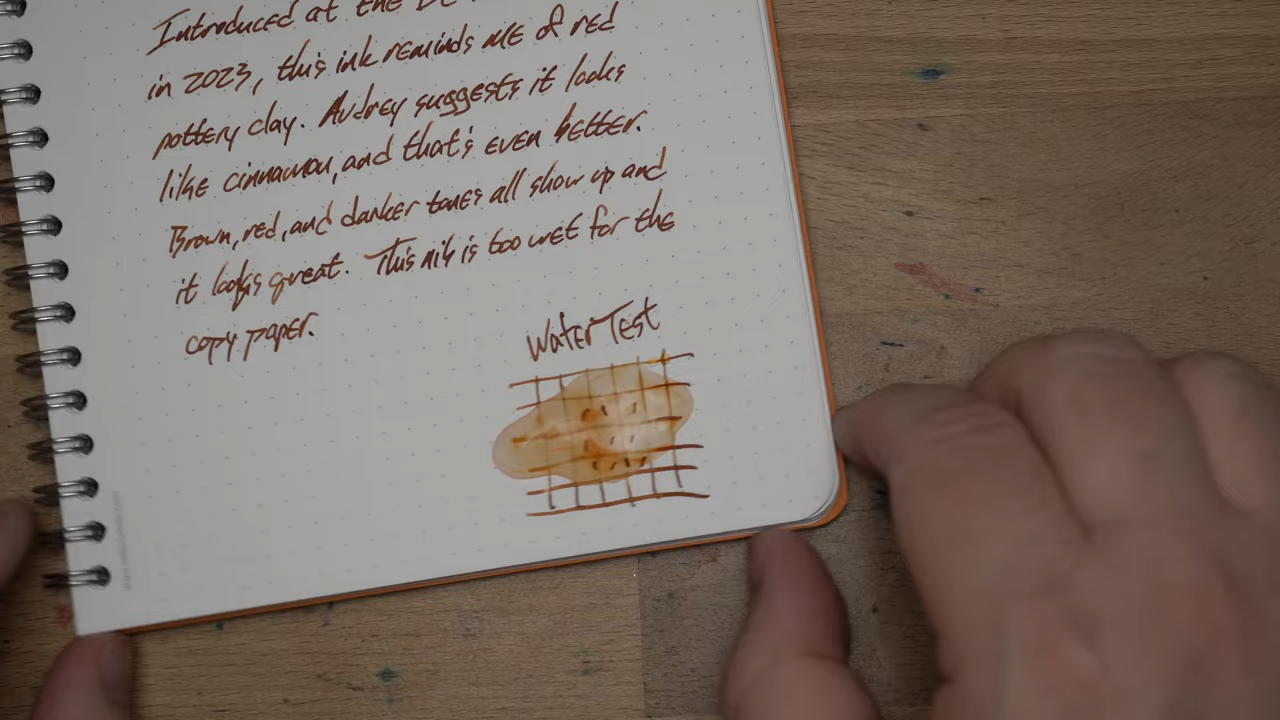 Introduced at the DC
in 2023, this ink reminds me of red
pottery clay. Audrey suggests it looks
like cinnamon, and that's even better.
Brown, red, and darker tones all show up and
it looks great. This nib is too wet for the
copy paper.
Water Test